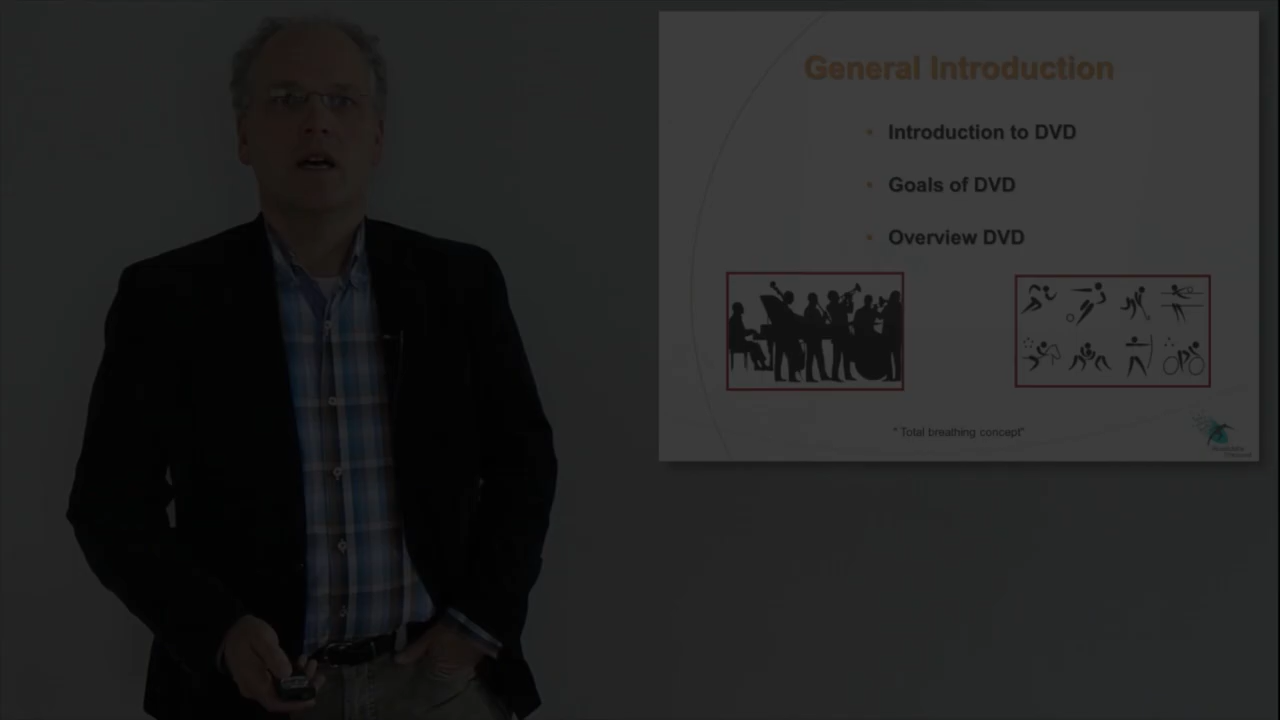 General Introduction
• Introduction to DVD
• Goals of DVD
• Overview DVD
" Total breathing concept"